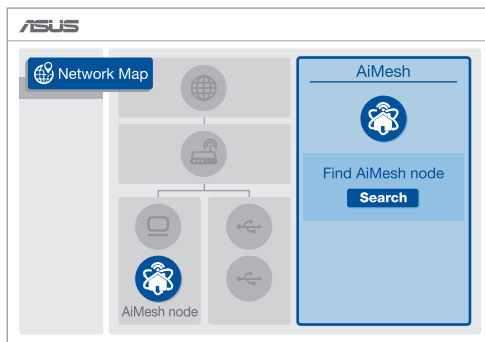 ASUS
Network Map
AiMesh
Find AiMesh node
Search
AiMesh node